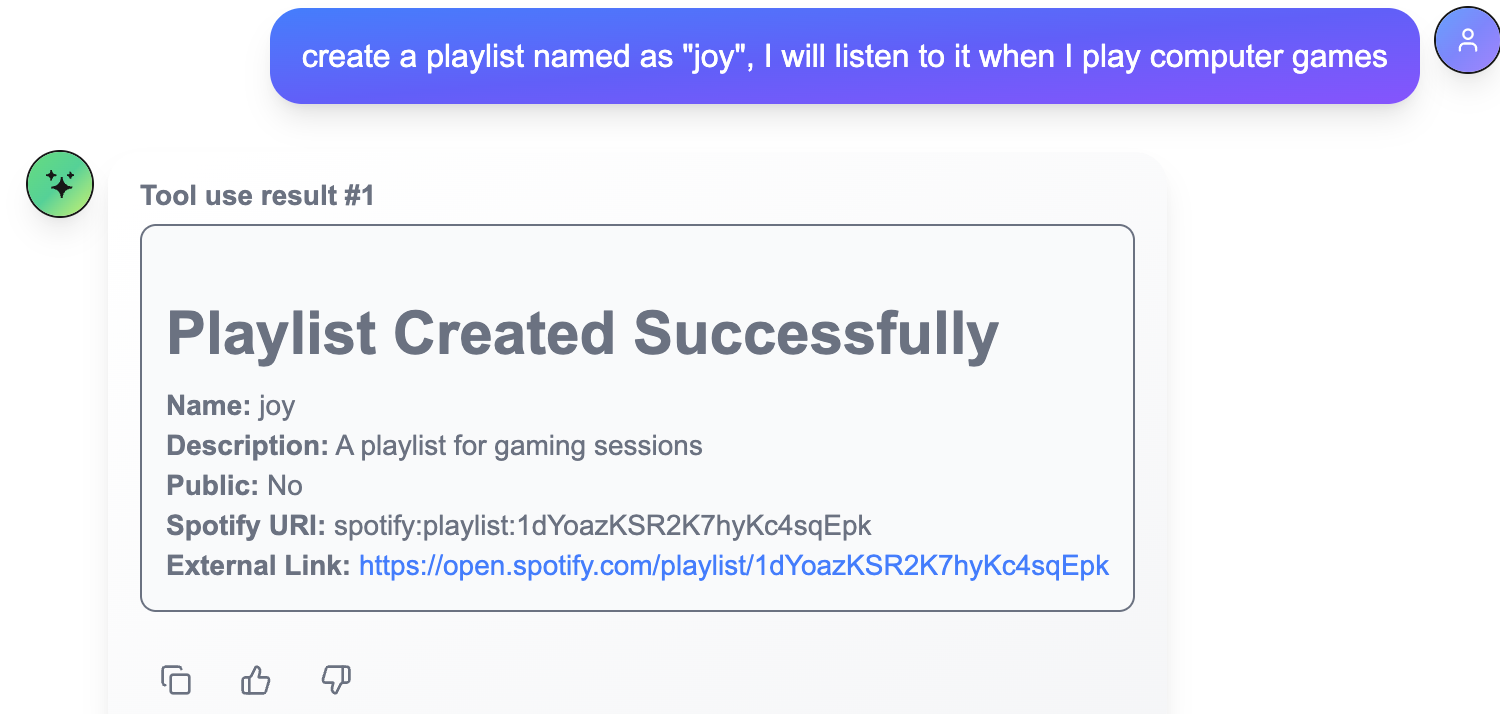 create a playlist named as "joy", I will listen to it when I play computer games
Tool use result #1
Playlist Created Successfully
Name: joy
Description: A playlist for gaming sessions
Public: No
Spotify URI: spotify:playlist:1dYoazKSR2K7hyKc4sqEpk
External Link: https://open.spotify.com/playlist/1dYoazKSR2K7hyKc4sqEpk